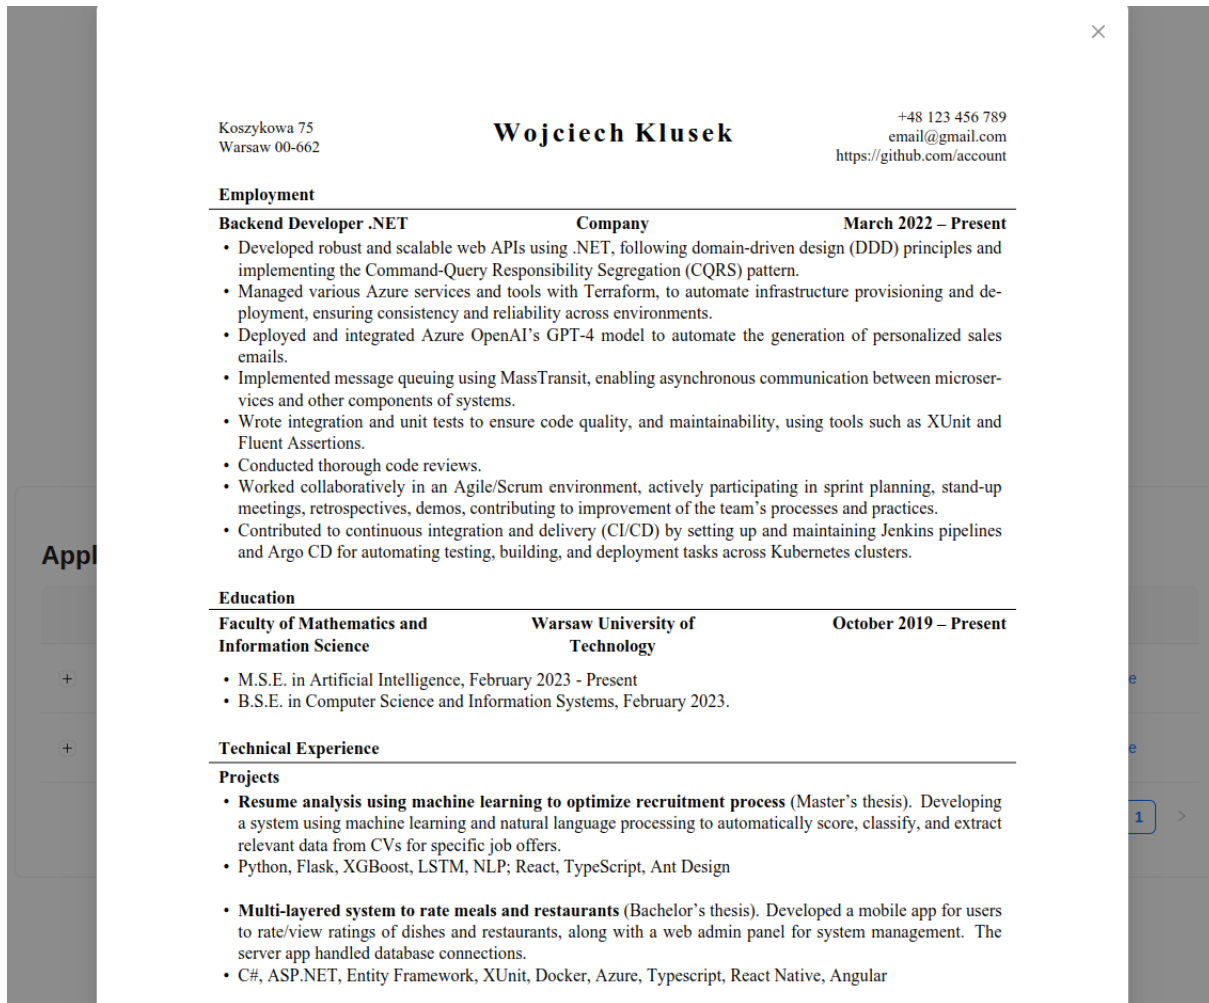 Koszykowa 75
Warsaw 00-662
Wojciech Klusek
+48 123 456 789
email@gmail.com
https://github.com/account
Employment
Backend Developer .NET Company March 2022 – Present
• Developed robust and scalable web APIs using .NET, following domain-driven design (DDD) principles and
implementing the Command-Query Responsibility Segregation (CQRS) pattern.
• Managed various Azure services and tools with Terraform, to automate infrastructure provisioning and de-
ployment, ensuring consistency and reliability across environments.
• Deployed and integrated Azure OpenAI's GPT-4 model to automate the generation of personalized sales
emails.
• Implemented message queuing using MassTransit, enabling asynchronous communication between microser-
vices and other components of systems.
• Wrote integration and unit tests to ensure code quality, and maintainability, using tools such as XUnit and
Fluent Assertions.
• Conducted thorough code reviews.
• Worked collaboratively in an Agile/Scrum environment, actively participating in sprint planning, stand-up
meetings, retrospectives, demos, contributing to improvement of the team's processes and practices.
• Contributed to continuous integration and delivery (CI/CD) by setting up and maintaining Jenkins pipelines
and Argo CD for automating testing, building, and deployment tasks across Kubernetes clusters.
Appl
Education
Faculty of Mathematics and Warsaw University of October 2019 – Present
Information Science Technology
• M.S.E. in Artificial Intelligence, February 2023 - Present
• B.S.E. in Computer Science and Information Systems, February 2023.
+ e
+ e
Technical Experience
Projects
• Resume analysis using machine learning to optimize recruitment process (Master's thesis). Developing
a system using machine learning and natural language processing to automatically score, classify, and extract
relevant data from CVs for specific job offers.
• Python, Flask, XGBoost, LSTM, NLP; React, TypeScript, Ant Design
1 >
• Multi-layered system to rate meals and restaurants (Bachelor's thesis). Developed a mobile app for users
to rate/view ratings of dishes and restaurants, along with a web admin panel for system management. The
server app handled database connections.
• C#, ASP.NET, Entity Framework, XUnit, Docker, Azure, Typescript, React Native, Angular